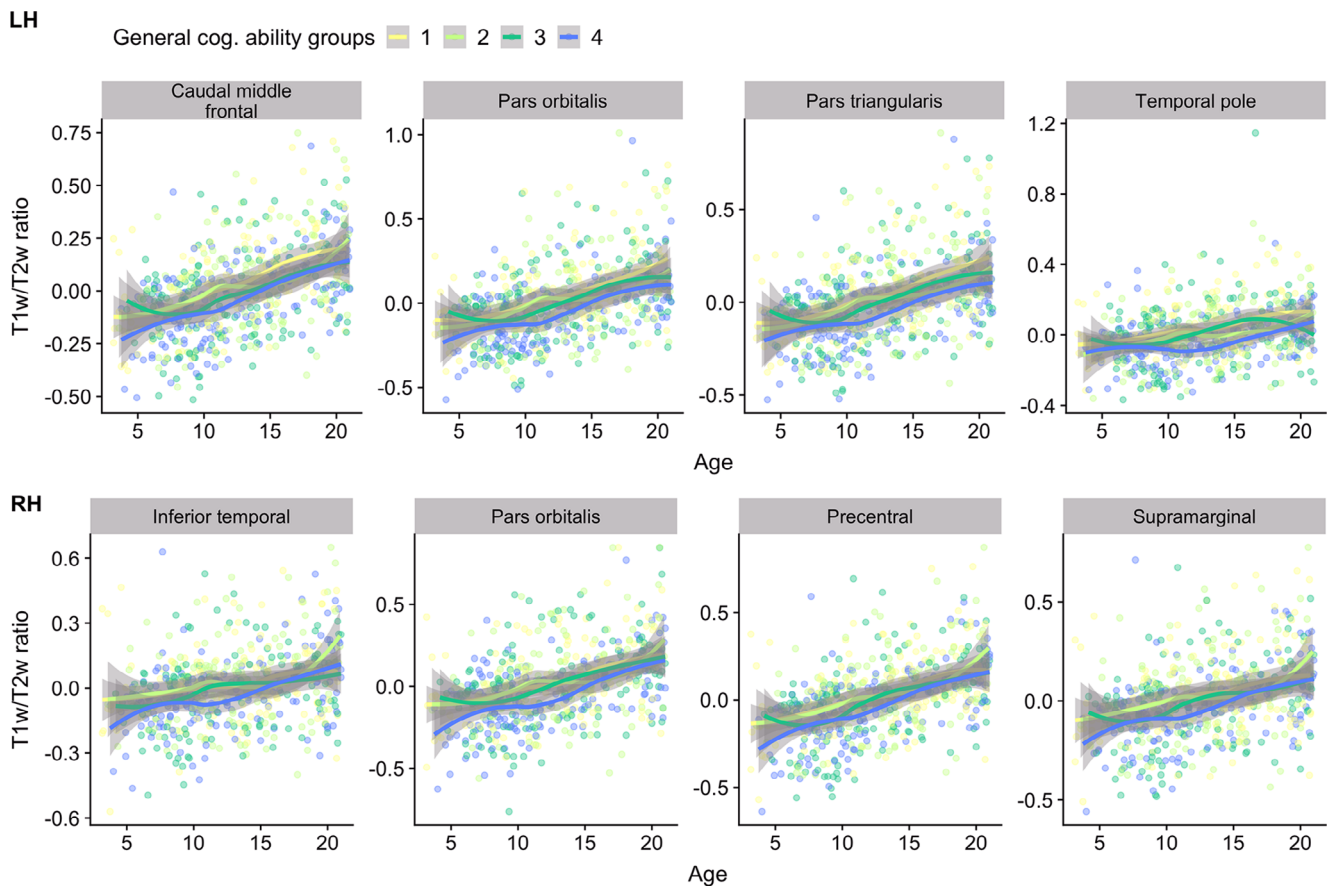 LH
General cog. ability groups 1 2 3 4
Caudal middle
frontal
Pars orbitalis
Pars triangularis
Temporal pole
T1w/T2w ratio
0.75
0.50
0.25
0.00
-0.25
-0.50
5 10 15 20
1.0
0.5
0.0
-0.5
5 10 15 20
0.5
0.0
-0.5
5 10 15 20
1.2
0.8
0.4
0.0
-0.4
5 10 15 20
Age
RH
Inferior temporal
Pars orbitalis
Precentral
Supramarginal
T1w/T2w ratio
0.6
0.3
0.0
-0.3
-0.6
5 10 15 20
0.5
0.0
-0.5
5 10 15 20
0.5
0.0
-0.5
5 10 15 20
0.5
0.0
-0.5
5 10 15 20
Age